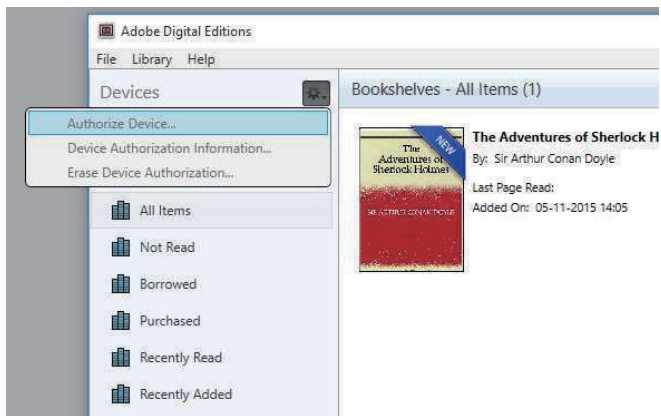 Adobe Digital Editions
File Library Help
Devices
Authorize Device...
Device Authorization Information...
Erase Device Authorization...
All Items
Not Read
Borrowed
Purchased
Recently Read
Recently Added
Bookshelves - All Items (1)
The
Adventures of
Sherlock Holmes
SIR ARTHUR CONAN DOYLE
NEW
The Adventures of Sherlock H
By: Sir Arthur Conan Doyle
Last Page Read:
Added On: 05-11-2015 14:05